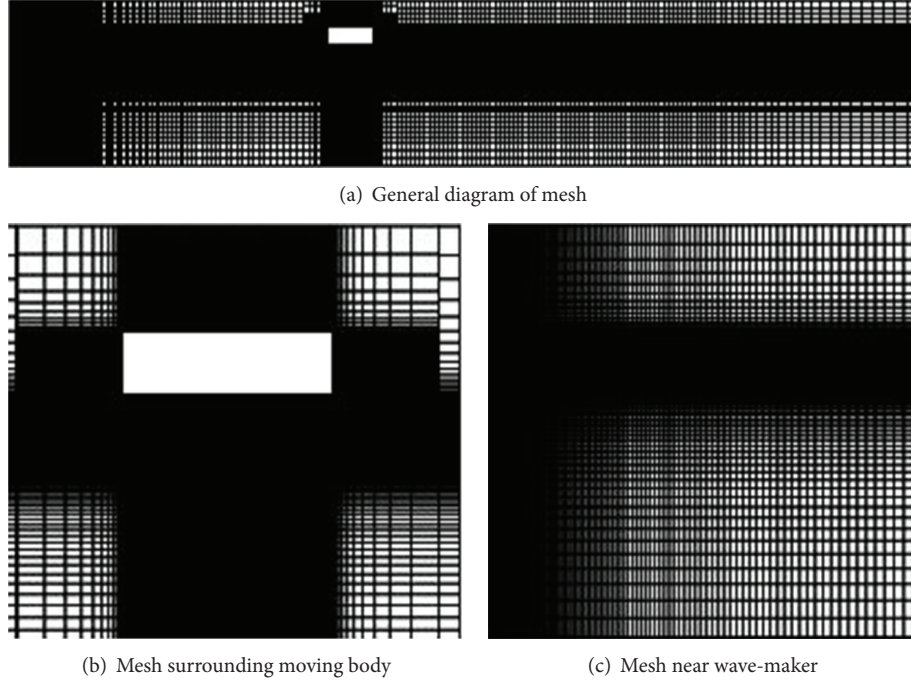 (a) General diagram of mesh
(b) Mesh surrounding moving body
(c) Mesh near wave-maker